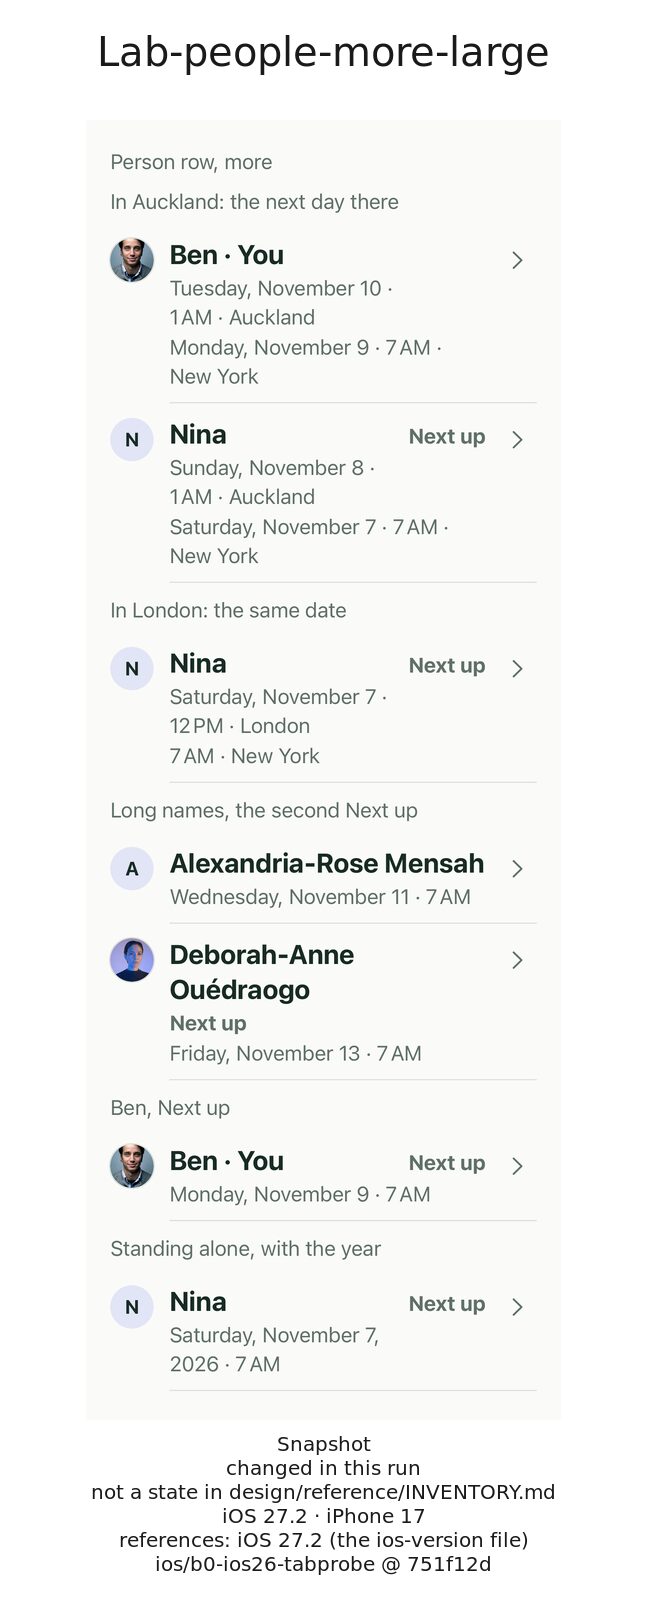 Lab-people-more-large
Person row, more
In Auckland: the next day there
Ben · You
Tuesday, November 10 ·
1 AM · Auckland
Monday, November 9 · 7 AM ·
New York
N
Nina
Next up
Sunday, November 8 ·
1 AM · Auckland
Saturday, November 7 · 7 AM ·
New York
In London: the same date
N
Nina
Next up
Saturday, November 7 ·
12 PM · London
7 AM · New York
Long names, the second Next up
A
Alexandria-Rose Mensah
Wednesday, November 11 · 7 AM
Deborah-Anne
Ouédraogo
Next up
Friday, November 13 · 7 AM
Ben, Next up
Ben · You
Next up
Monday, November 9 · 7 AM
Standing alone, with the year
N
Nina
Next up
Saturday, November 7,
2026 · 7 AM
Snapshot
changed in this run
not a state in design/reference/INVENTORY.md
iOS 27.2 · iPhone 17
references: iOS 27.2 (the ios-version file)
ios/b0-ios26-tabprobe @ 751f12d